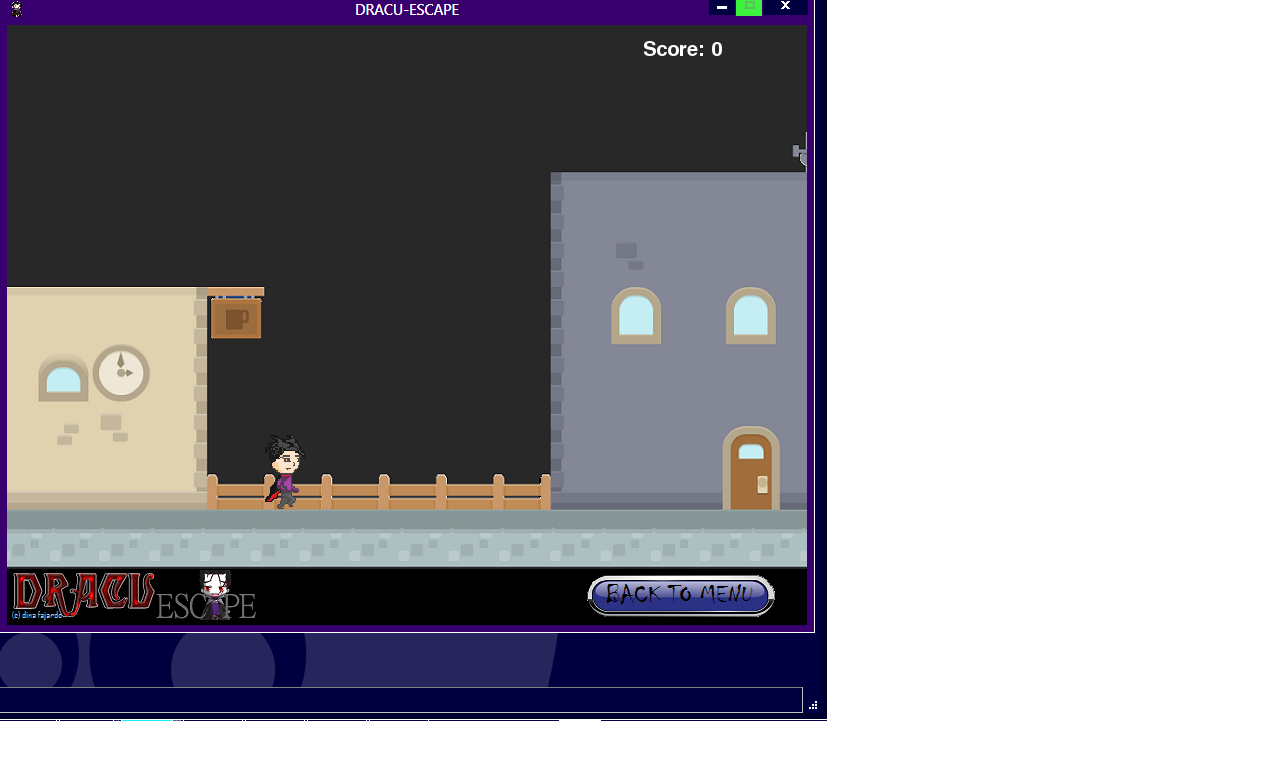 DRACU-ESCAPE
Score: 0
DRACU
ESCAPE
(c) dina fajardo
BACK TO MENU